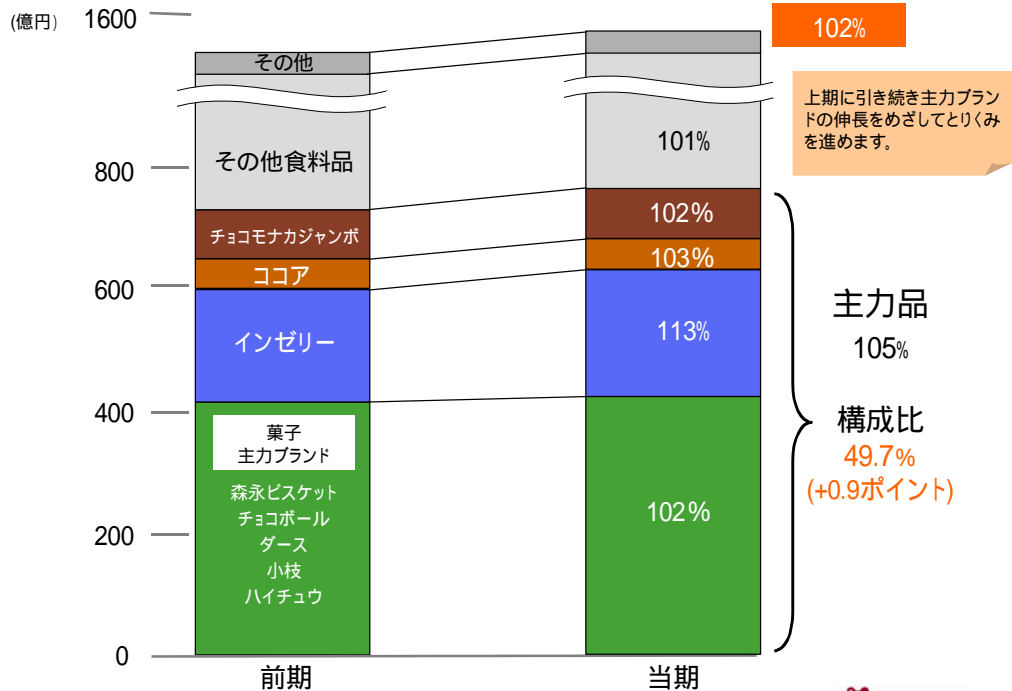 (億円)
1600
800
600
400
200
0
その他
その他食料品
チョコモナカジャンボ
ココア
インゼリー
菓子
主力ブランド
森永ビスケット
チョコボール
ダース
小枝
ハイチュウ
前期
101%
102%
103%
113%
102%
当期
102%
上期に引き続き主力ブラン
ドの伸長をめざしてとりくみ
を進めます。
主力品
105%
構成比
49.7%
(+0.9ポイント)